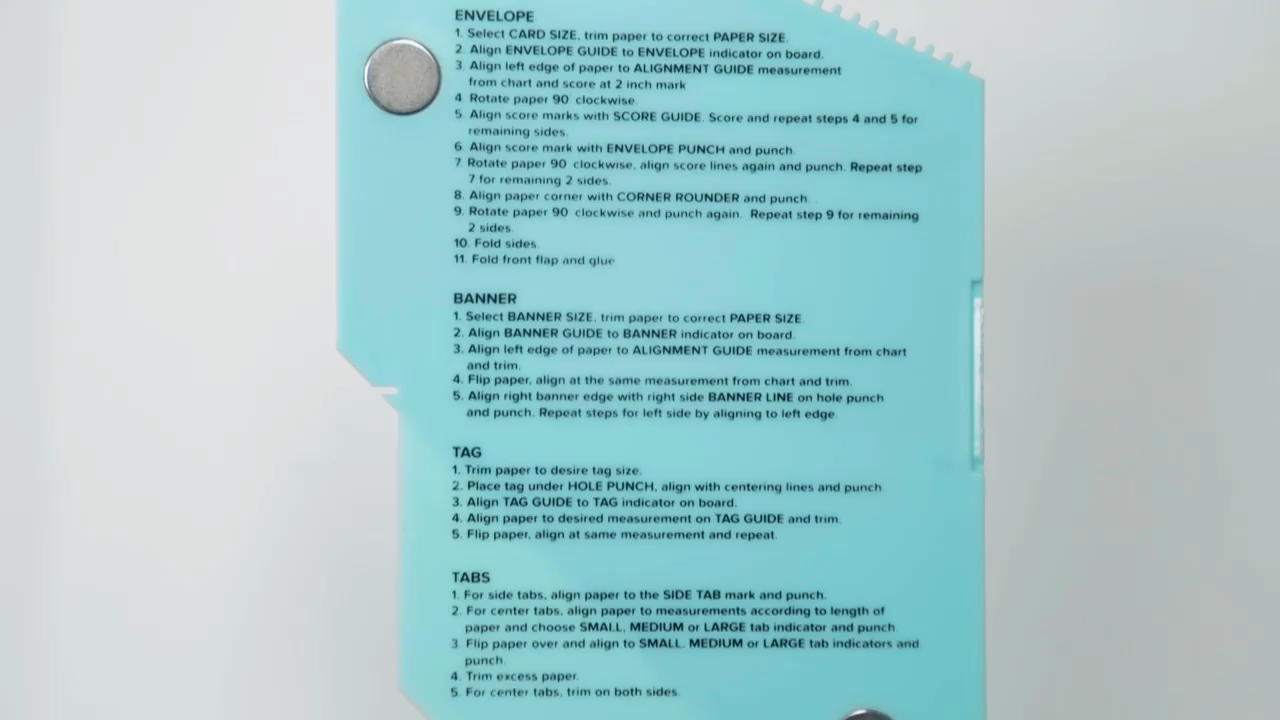 ENVELOPE
1. Select CARD SIZE, trim paper to correct PAPER SIZE.
2. Align ENVELOPE GUIDE to ENVELOPE indicator on board.
3. Align left edge of paper to ALIGNMENT GUIDE measurement
from chart and score at 2 inch mark
4 Rotate paper 90 clockwise.
5. Align score marks with SCORE GUIDE. Score and repeat steps 4 and 5 for
remaining sides.
6. Align score mark with ENVELOPE PUNCH and punch.
7. Rotate paper 90 clockwise, align score lines again and punch. Repeat step
7 for remaining 2 sides.
8. Align paper corner with CORNER ROUNDER and punch.
9. Rotate paper 90 clockwise and punch again. Repeat step 9 for remaining
2 sides.
10. Fold sides.
11. Fold front flap and glue
BANNER
1. Select BANNER SIZE, trim paper to correct PAPER SIZE.
2. Align BANNER GUIDE to BANNER indicator on board.
3. Align left edge of paper to ALIGNMENT GUIDE measurement from chart
and trim.
4. Flip paper, align at the same measurement from chart and trim.
5. Align right banner edge with right side BANNER LINE on hole punch
and punch. Repeat steps for left side by aligning to left edge.
TAG
1. Trim paper to desire tag size.
2. Place tag under HOLE PUNCH, align with centering lines and punch.
3. Align TAG GUIDE to TAG indicator on board.
4. Align paper to desired measurement on TAG GUIDE and trim.
5. Flip paper, align at same measurement and repeat.
TABS
1. For side tabs, align paper to the SIDE TAB mark and punch.
2. For center tabs, align paper to measurements according to length of
paper and choose SMALL, MEDIUM or LARGE tab indicator and punch.
3 Flip paper over and align to SMALL, MEDIUM or LARGE tab indicators and
punch.
4. Trim excess paper.
5. For center tabs, trim on both sides.